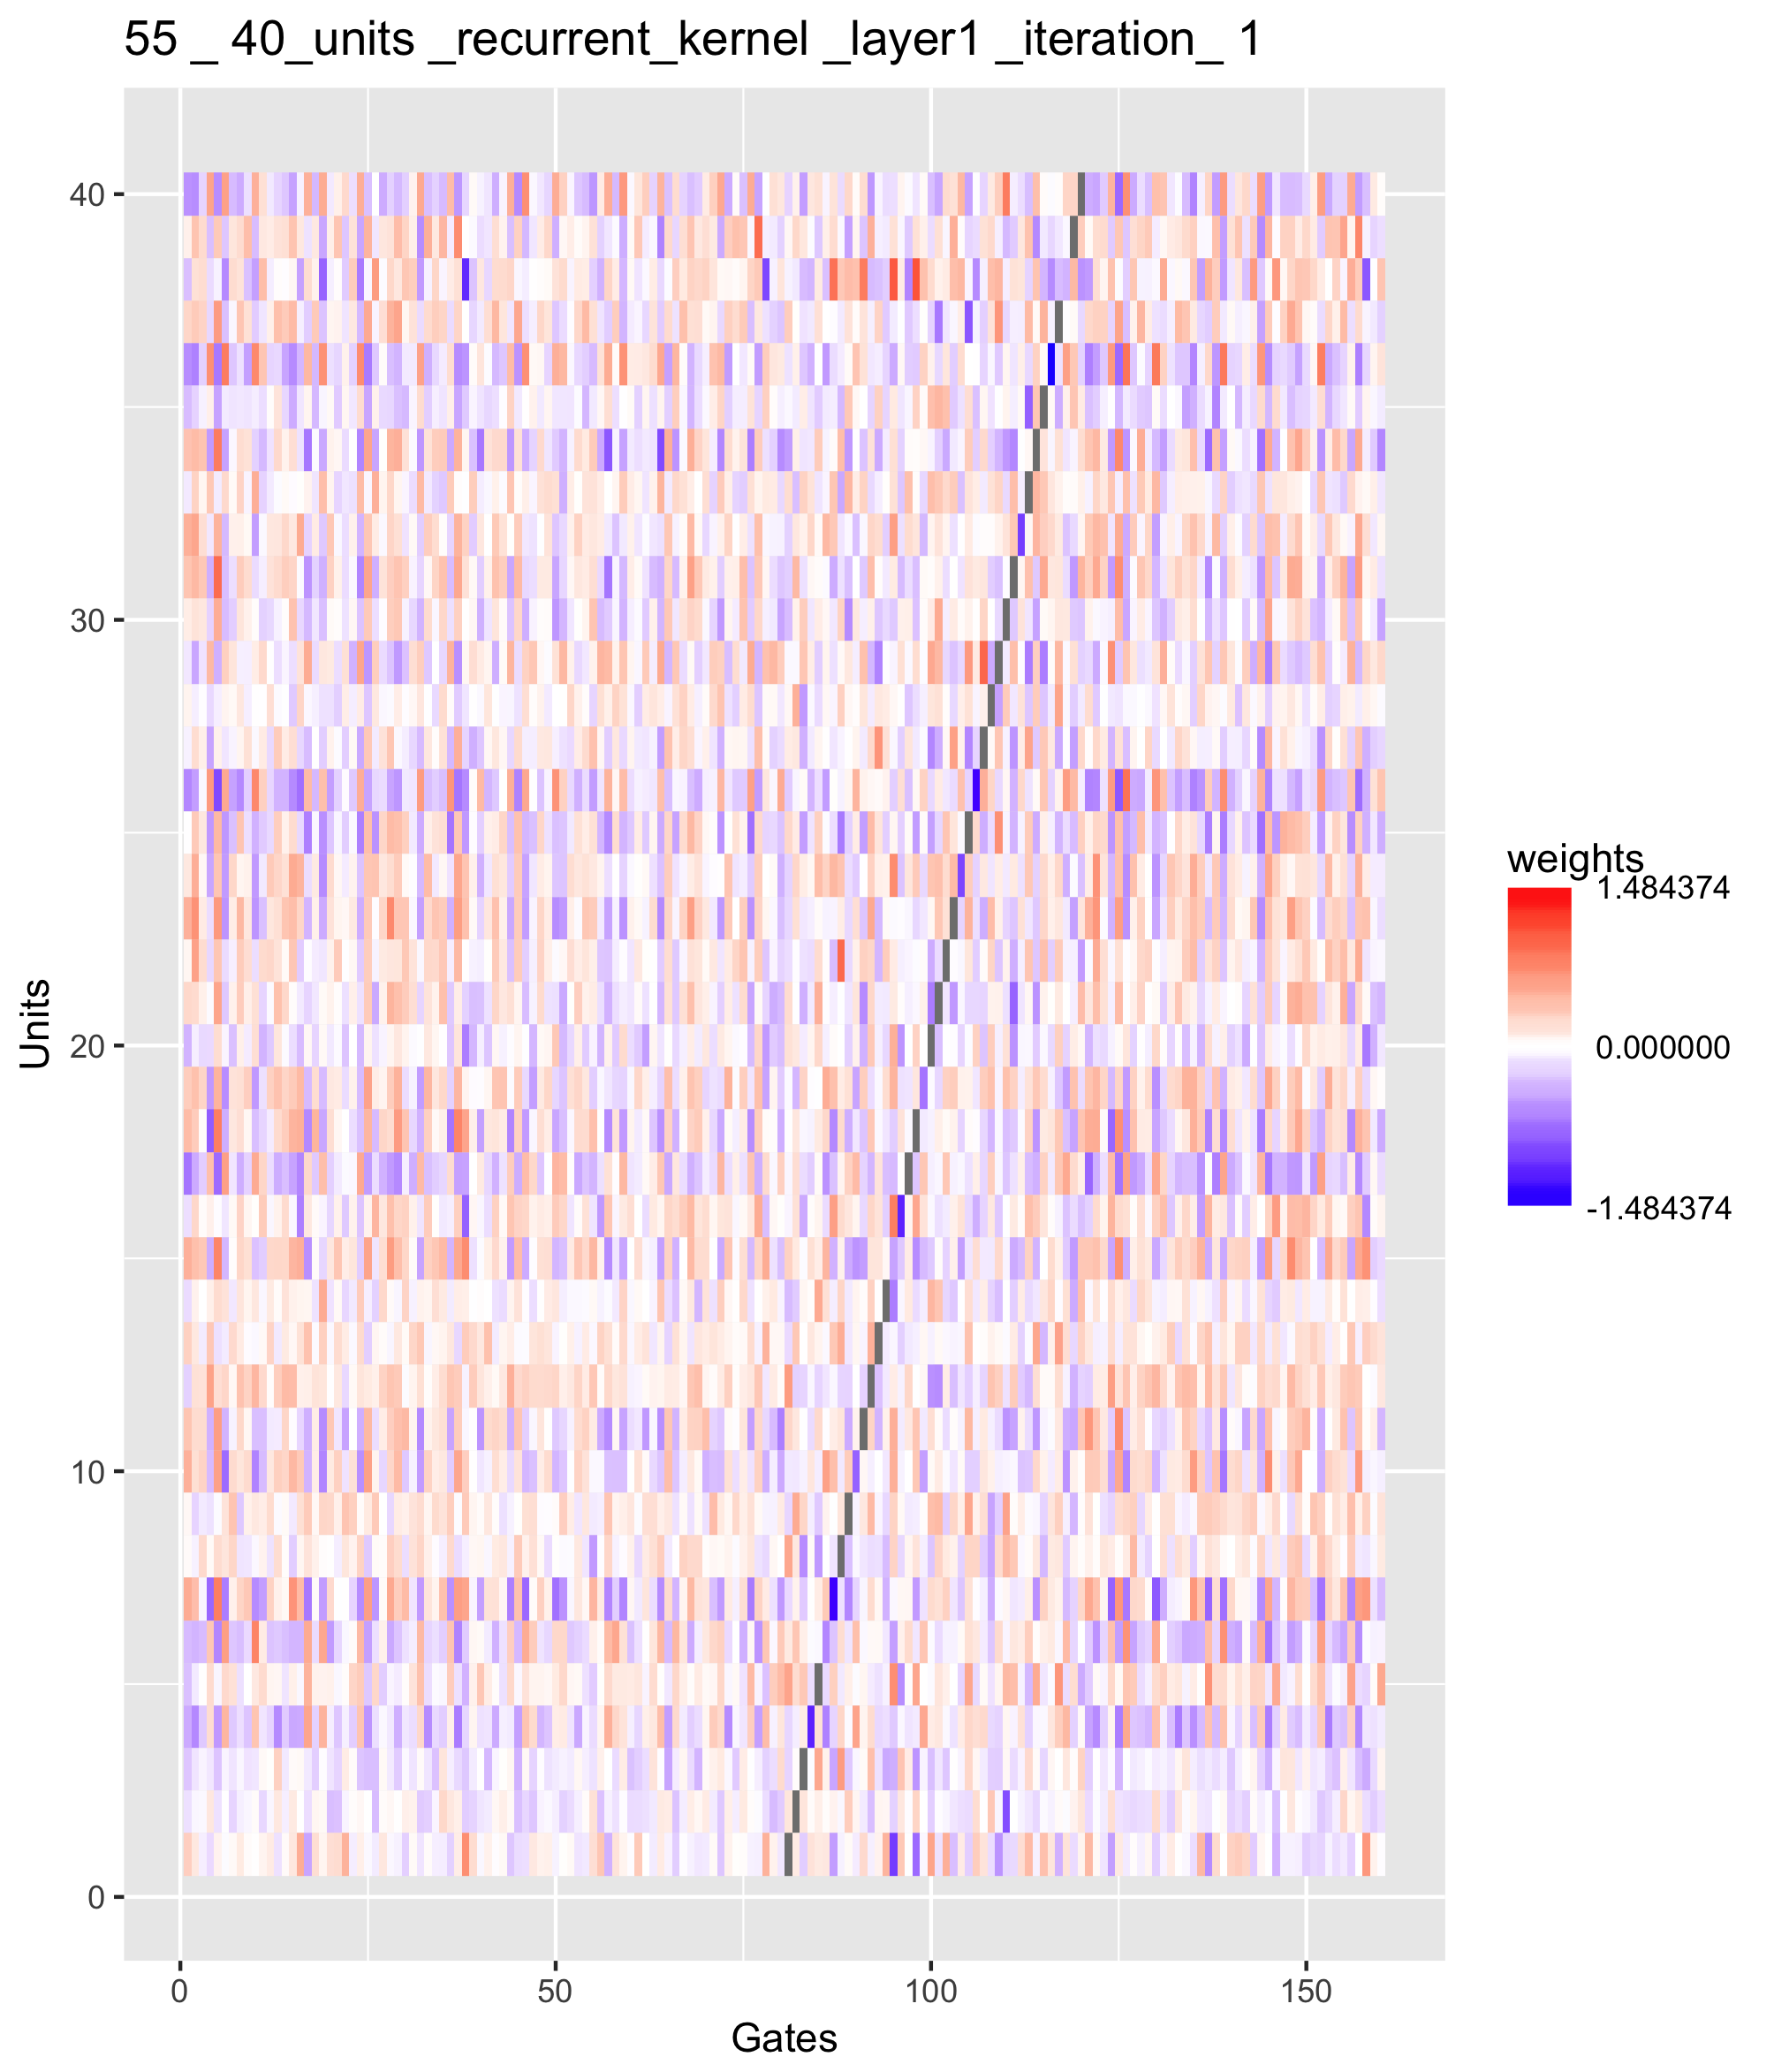 55 _ 40_units _recurrent_kernel _layer1 _iteration_ 1
40
30
20
10
0
Units
0 50 100 150
Gates
weights
1.484374
0.000000
-1.484374